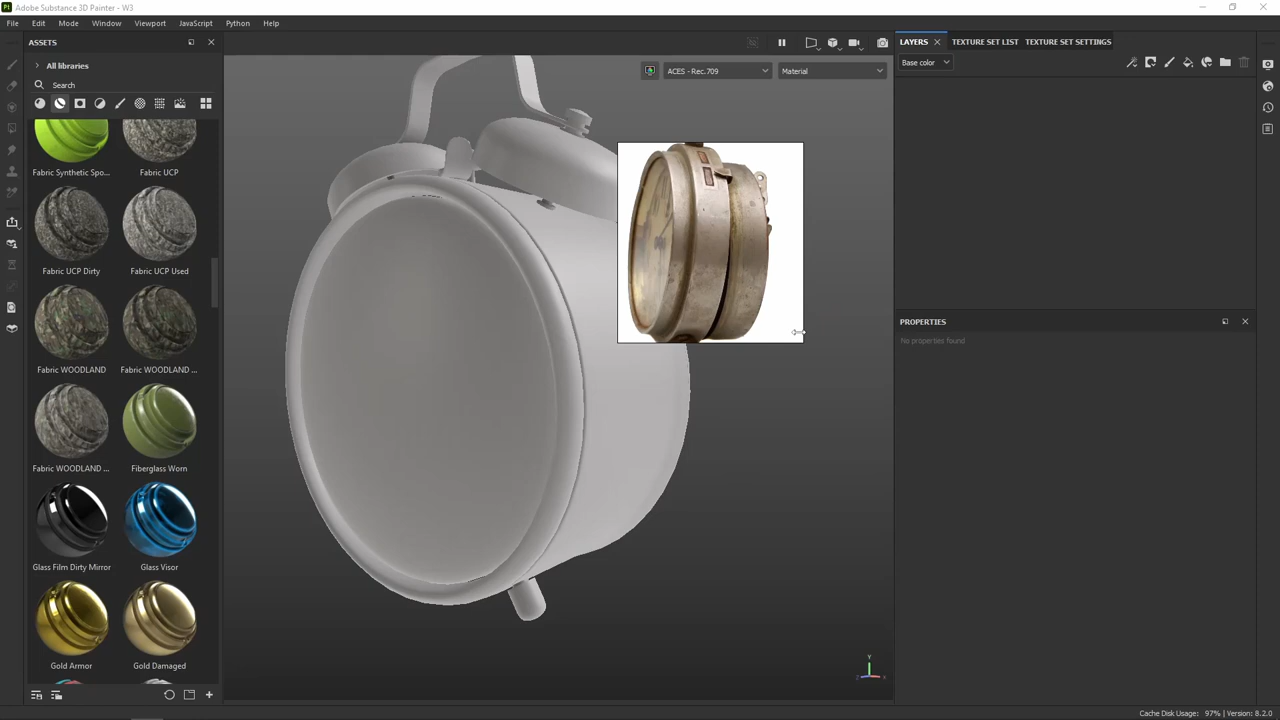 Adobe Substance 3D Painter - W3
File Edit Mode Window Viewport JavaScript Python Help
ASSETS
All libraries
Search
Fabric Synthetic Spo...
Fabric UCP
Fabric UCP Dirty
Fabric UCP Used
Fabric WOODLAND
Fabric WOODLAND ...
Fabric WOODLAND ...
Fiberglass Worn
Glass Film Dirty Mirror
Glass Visor
Gold Armor
Gold Damaged
ACES - Rec.709
Material
Y
Z X
LAYERS
TEXTURE SET LIST
TEXTURE SET SETTINGS
Base color
PROPERTIES
No properties found
Cache Disk Usage: 97% | Version: 8.2.0